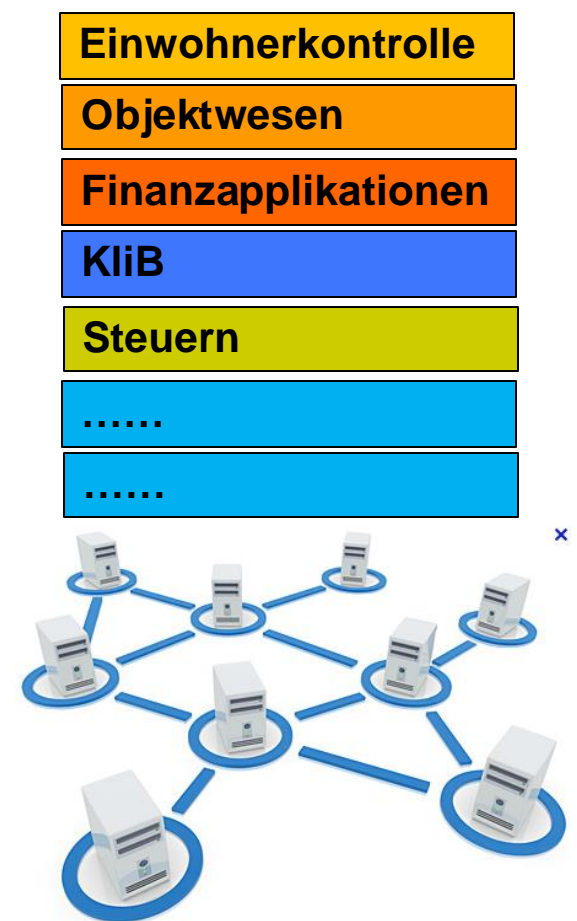 Einwohnerkontrolle
Objektwesen
Finanzapplikationen
KliB
Steuern
......
......